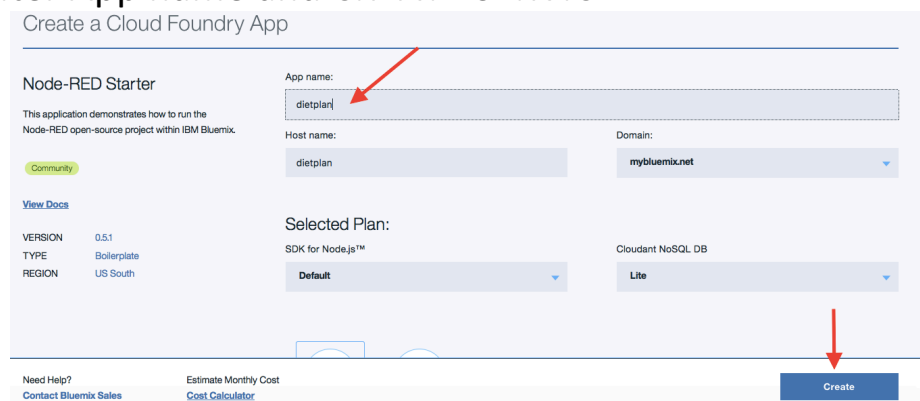 Create a Cloud Foundry App
Node-RED Starter
This application demonstrates how to run the
Node-RED open-source project within IBM Bluemix.
Community
View Docs
VERSION 0.5.1
TYPE Boilerplate
REGION US South
App name:
dietplan
Host name:
dietplan
Domain:
mybluemix.net
Selected Plan:
SDK for Node.js™
Default
Cloudant NoSQL DB
Lite
Need Help?
Contact Bluemix Sales
Estimate Monthly Cost
Cost Calculator
Create